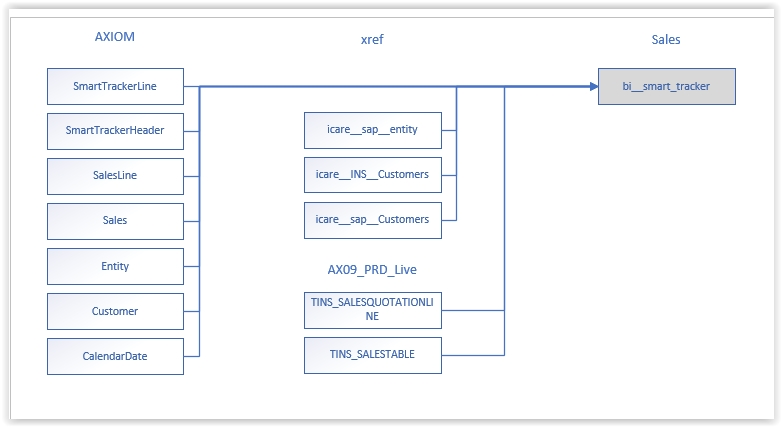 AXIOM
xref
Sales
SmartTrackerLine
SmartTrackerHeader
SalesLine
Sales
Entity
Customer
CalendarDate
icare__sap__entity
icare__INS__Customers
icare__sap__Customers
AX09_PRD_Live
TINS_SALESQUOTATIONLI
NE
TINS_SALESTABLE
bi__smart_tracker